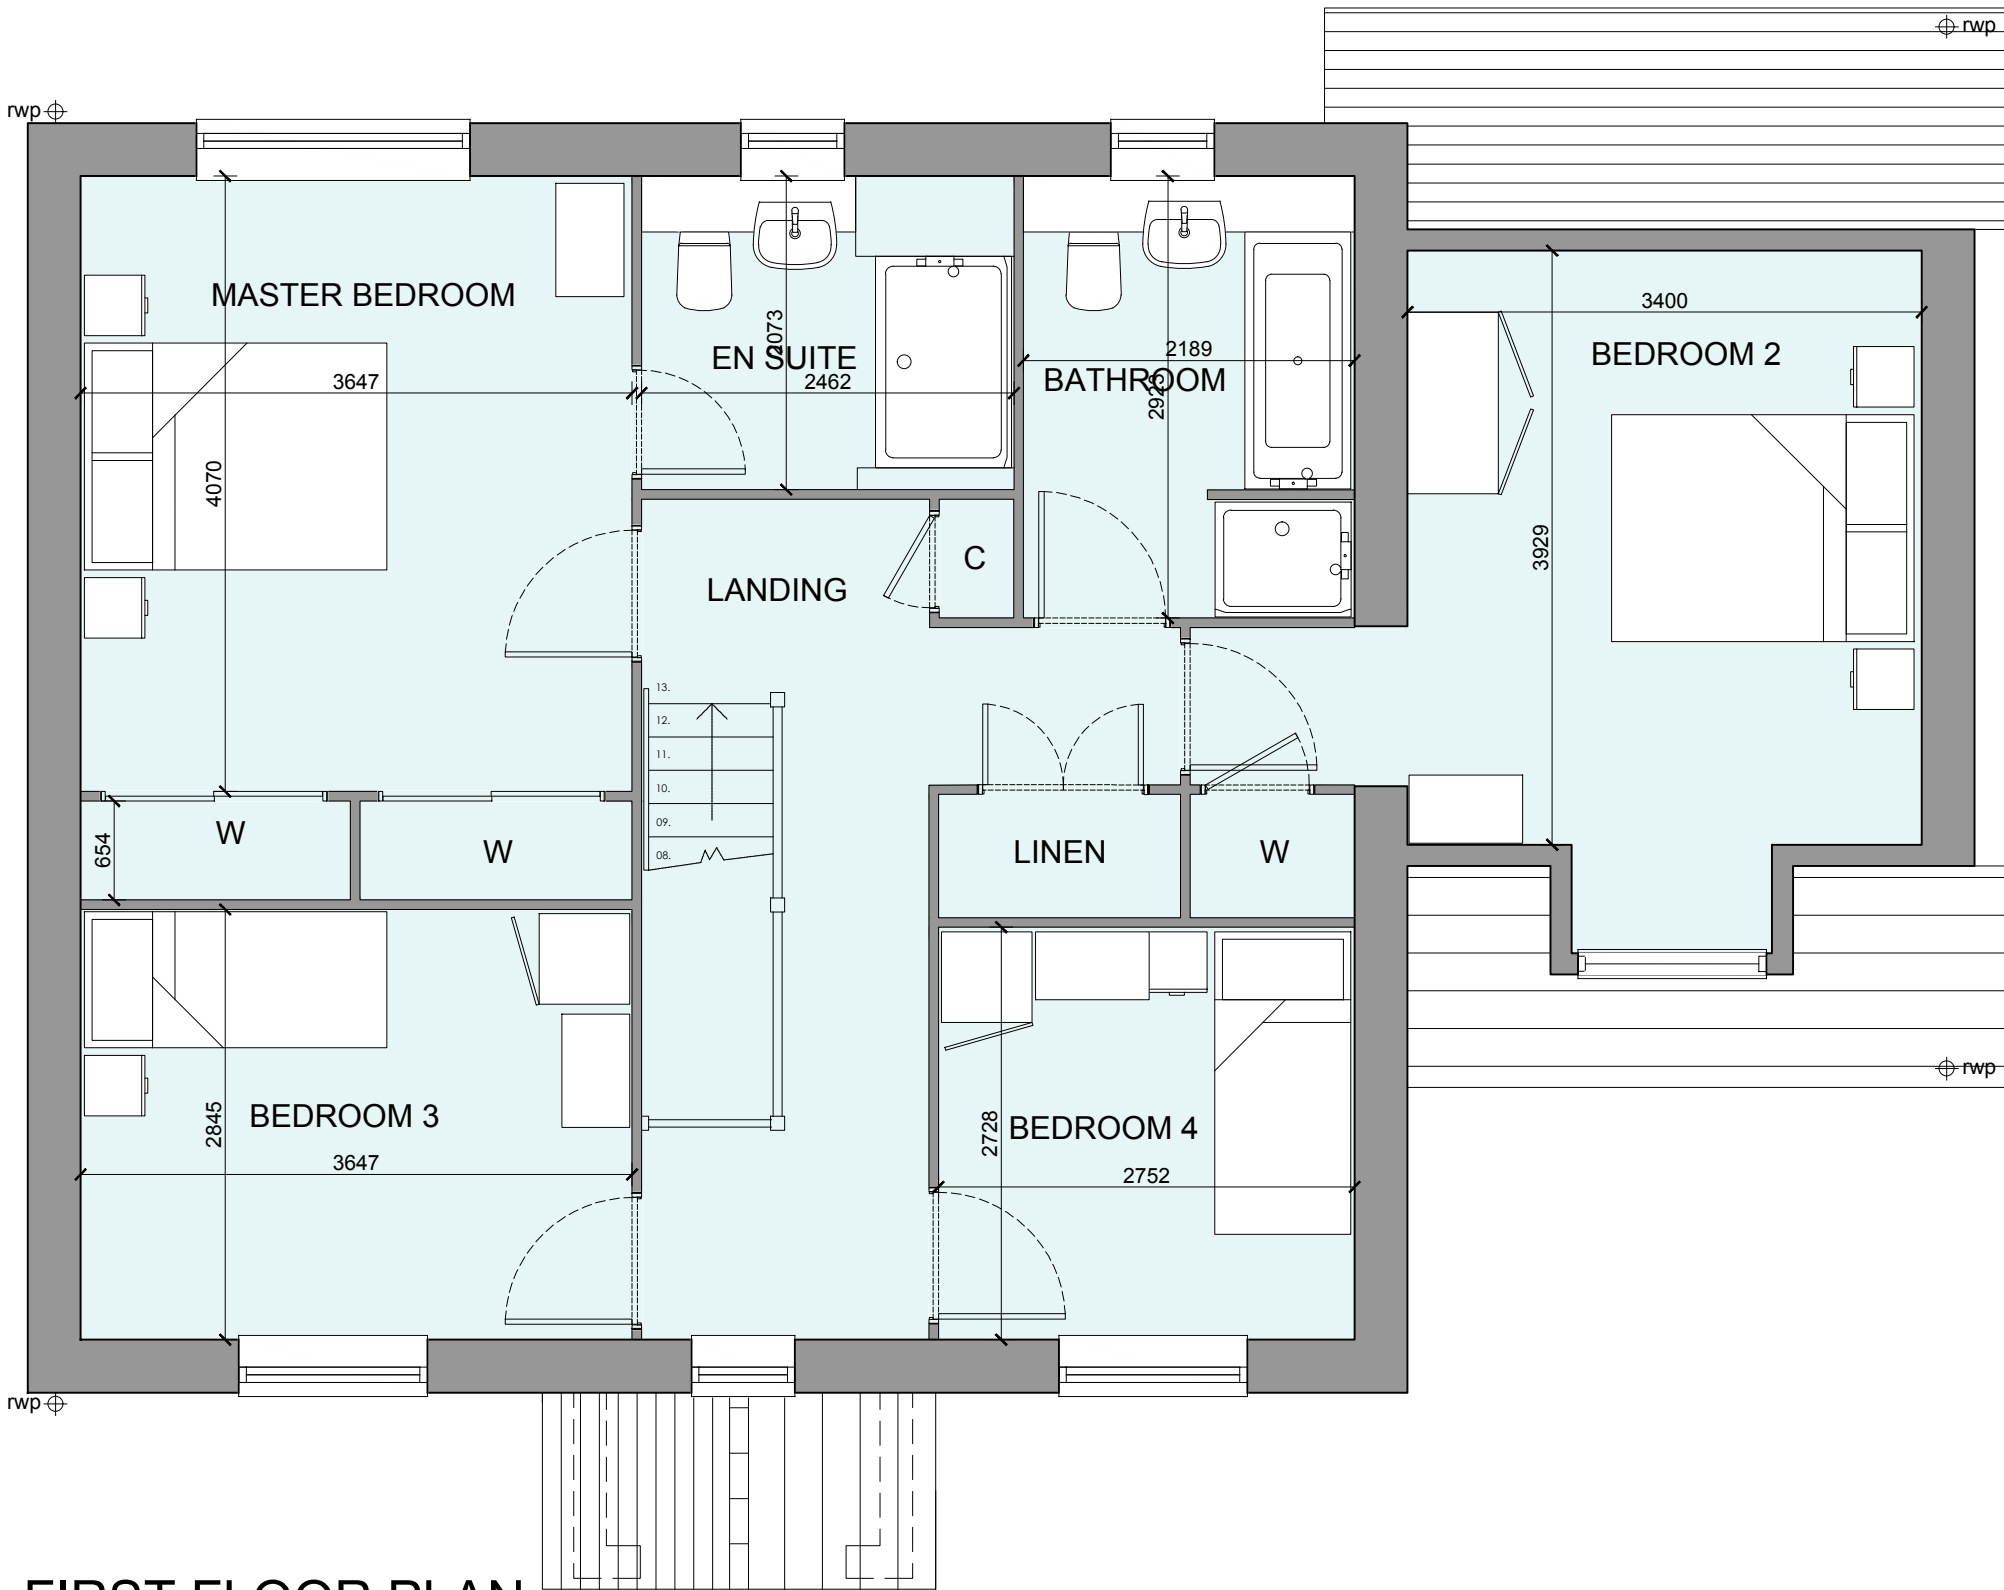 rwp
rwp
MASTER BEDROOM
3400
2073
2189
BEDROOM 2
EN SUITE
3647
2462
BATHROOM
2923
4070
3929
C
LANDING
13.
12.
11.
10.
09.
08.
654
W
W
LINEN
W
rwp
2845
BEDROOM 3
2728
BEDROOM 4
3647
2752
rwp
FIRST FLOOR PLAN